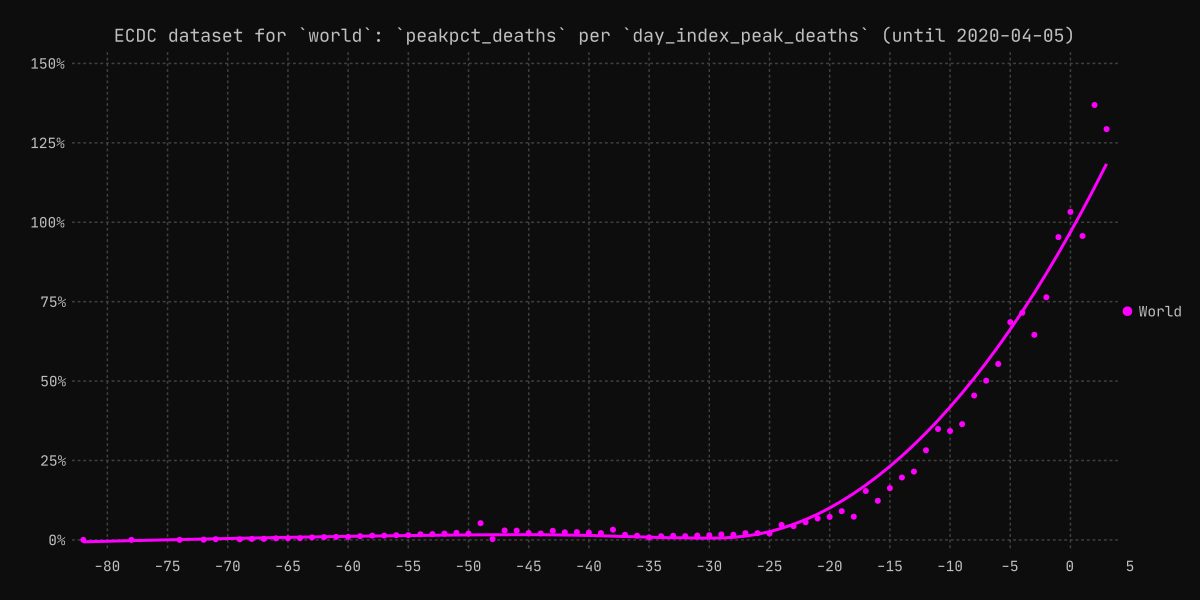 ECDC dataset for `world`: `peakpct_deaths` per `day_index_peak_deaths` (until 2020-04-05)
150%
125%
100%
75%
50%
25%
0%
World
-80 -75 -70 -65 -60 -55 -50 -45 -40 -35 -30 -25 -20 -15 -10 -5 0 5